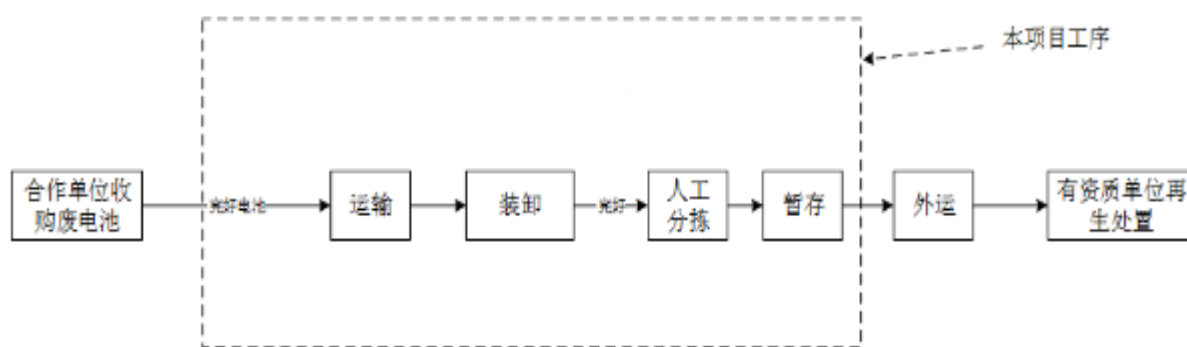 本项目工序
合作单位收
购废电池
完好电池
运输
装卸
完好
人工
分拣
暂存
外运
有资质单位再
生处置